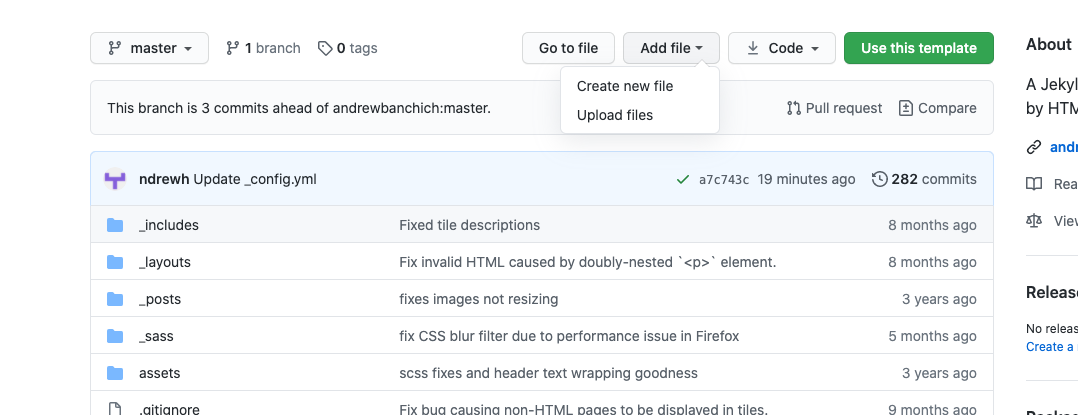 master 1 branch 0 tags Go to file Add file Code Use this template
Create new file
Upload files
This branch is 3 commits ahead of andrewbanchich:master. Pull request Compare
ndrewh Update _config.yml a7c743c 19 minutes ago 282 commits
_includes Fixed tile descriptions 8 months ago
_layouts Fix invalid HTML caused by doubly-nested `<p>` element. 8 months ago
_posts fixes images not resizing 3 years ago
_sass fix CSS blur filter due to performance issue in Firefox 5 months ago
assets scss fixes and header text wrapping goodness 3 years ago
.gitignore Fix bug causing non-HTML pages to be displayed in tiles. 9 months ago
About
A Jekyl
by HTM
andr
Rea
View
Releas
No releas
Create a